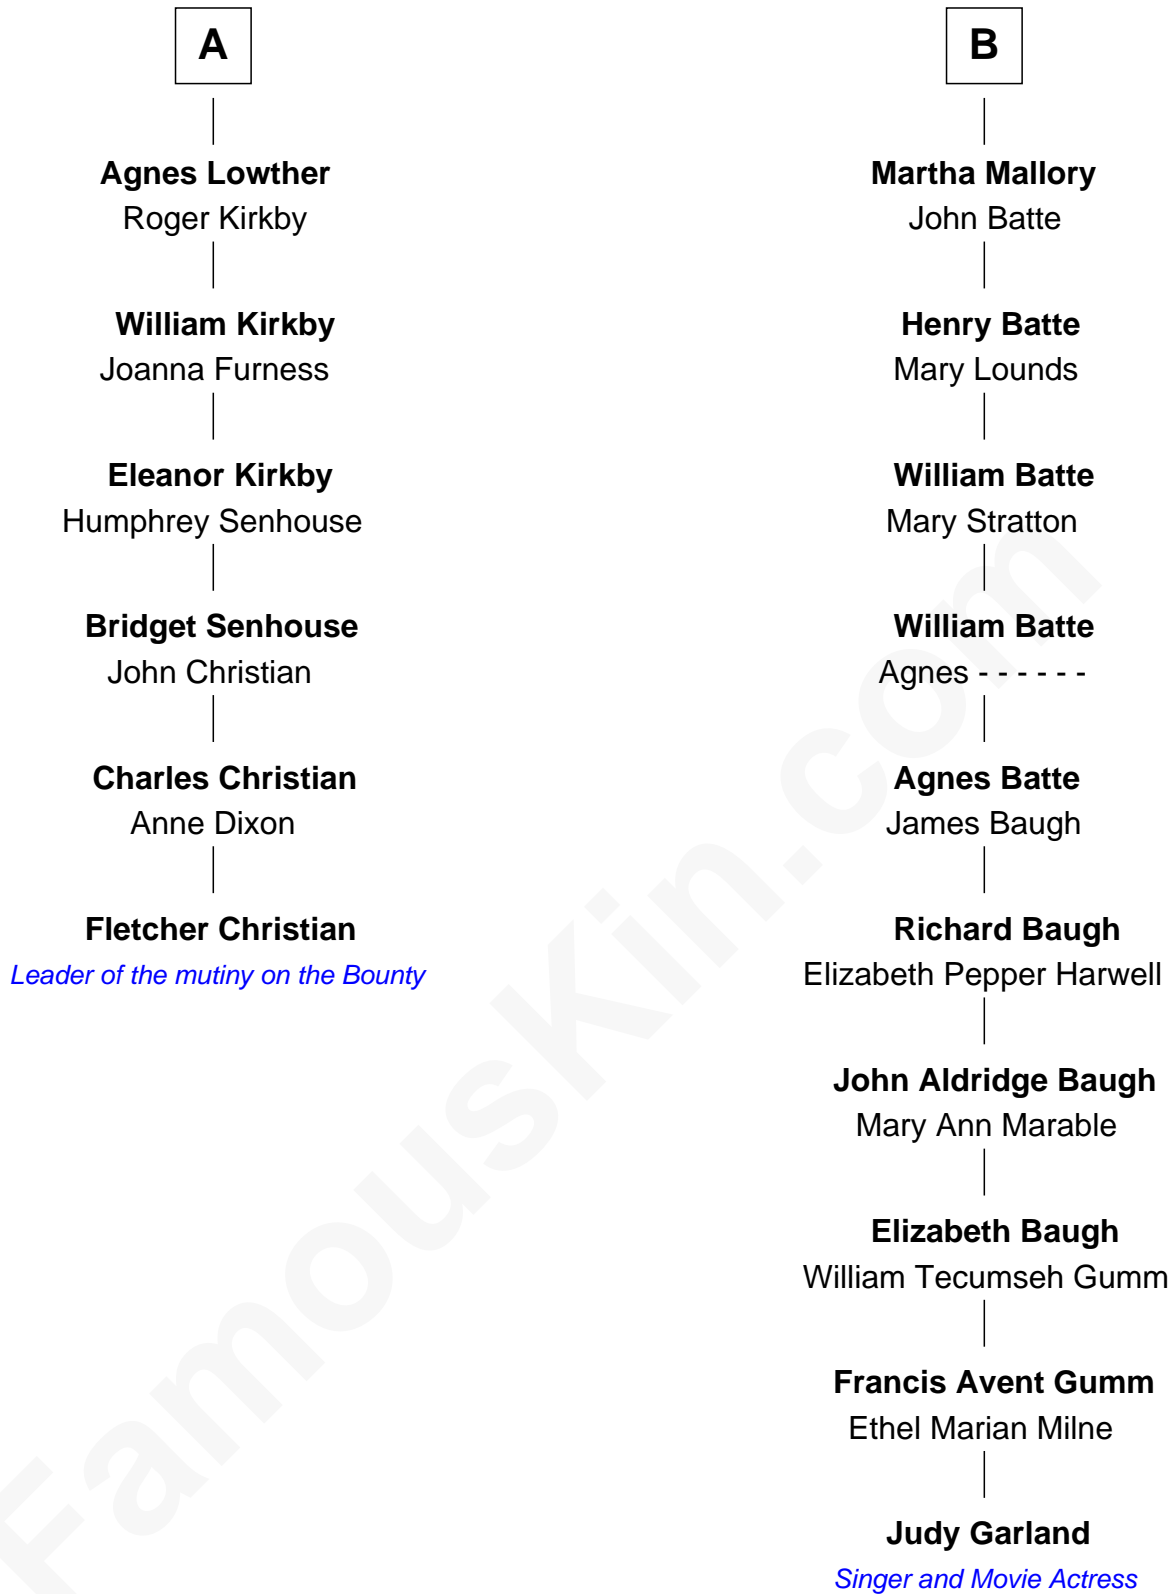 A
Agnes Lowther
Roger Kirkby
William Kirkby
Joanna Furness
Eleanor Kirkby
Humphrey Senhouse
Bridget Senhouse
John Christian
Charles Christian
Anne Dixon
Fletcher Christian
Leader of the mutiny on the Bounty
B
Martha Mallory
John Batte
Henry Batte
Mary Lounds
William Batte
Mary Stratton
William Batte
Agnes - - - - - -
Agnes Batte
James Baugh
Richard Baugh
Elizabeth Pepper Harwell
John Aldridge Baugh
Mary Ann Marable
Elizabeth Baugh
William Tecumseh Gumm
Francis Avent Gumm
Ethel Marian Milne
Judy Garland
Singer and Movie Actress
FamousKin.com